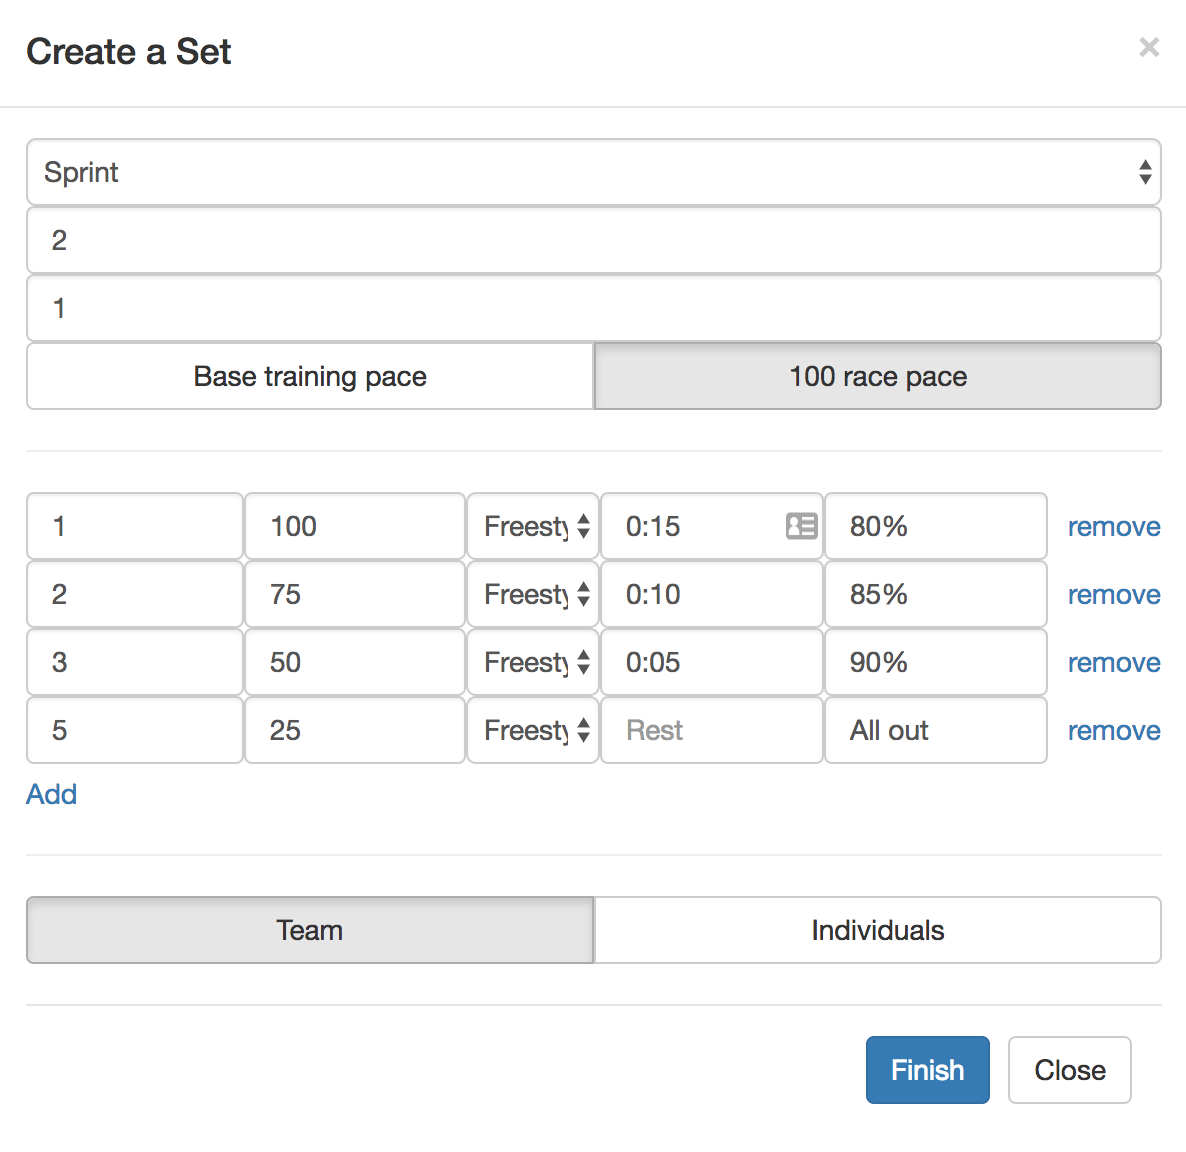 Create a Set ×
Sprint
2
1
Base training pace 100 race pace
1 100 Freesty 0:15 80% remove
2 75 Freesty 0:10 85% remove
3 50 Freesty 0:05 90% remove
5 25 Freesty Rest All out remove
Add
Team Individuals
Finish Close